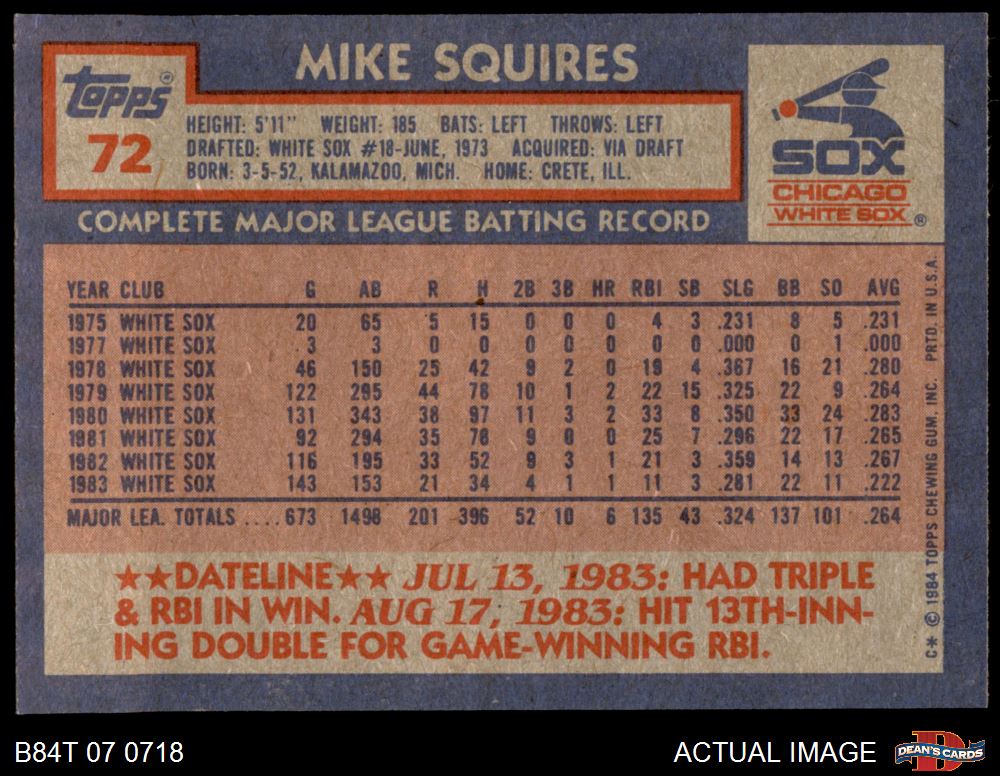 MIKE SQUIRES
Topps®
72
HEIGHT: 5'11" WEIGHT: 185 BATS: LEFT THROWS: LEFT
DRAFTED: WHITE SOX #18-JUNE, 1973 ACQUIRED: VIA DRAFT
BORN: 3-5-52, KALAMAZOO, MICH. HOME: CRETE, ILL.
SOX
CHICAGO
WHITE SOX®
COMPLETE MAJOR LEAGUE BATTING RECORD
YEAR CLUB G AB R H 2B 3B HR RBI SB SLG BB SO AVG
1975 WHITE SOX 20 65 5 15 0 0 0 4 3 .231 8 5 .231
1977 WHITE SOX 3 3 0 0 0 0 0 0 0 .000 0 1 .000
1978 WHITE SOX 46 150 25 42 9 2 0 19 4 .367 16 21 .280
1979 WHITE SOX 122 295 44 78 10 1 2 22 15 .325 22 9 .264
1980 WHITE SOX 131 343 38 97 11 3 2 33 8 .350 33 24 .283
1981 WHITE SOX 92 294 35 78 9 0 0 25 7 .296 22 17 .265
1982 WHITE SOX 116 195 33 52 9 3 1 21 3 .359 14 13 .267
1983 WHITE SOX 143 153 21 34 4 1 1 11 3 .281 22 11 .222
MAJOR LEA. TOTALS ....673 1498 201 396 52 10 6 135 43 .324 137 101 .264
★★DATELINE★★ JUL 13, 1983: HAD TRIPLE
& RBI IN WIN. AUG 17, 1983: HIT 13TH-INN-
ING DOUBLE FOR GAME-WINNING RBI.
C* © 1984 TOPPS CHEWING GUM, INC. PRTD. IN U.S.A.
B84T 07 0718
ACTUAL IMAGE
D
DEAN'S CARDS